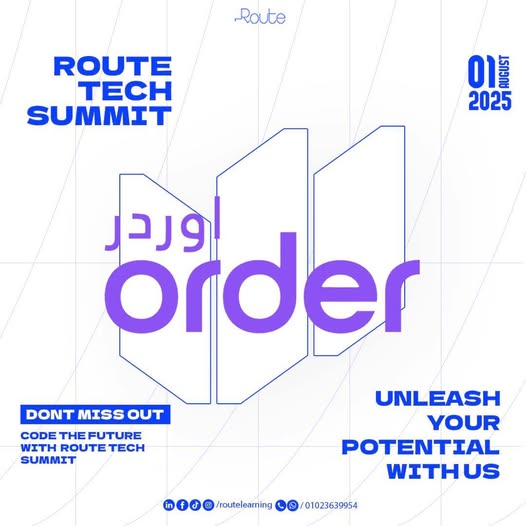 Route
ROUTE
TECH
SUMMIT
01
AUGUST
2025
اوردر
order
DONT MISS OUT
CODE THE FUTURE
WITH ROUTE TECH
SUMMIT
UNLEASH
YOUR
POTENTIAL
WITH US
/routelearning / 01023639954